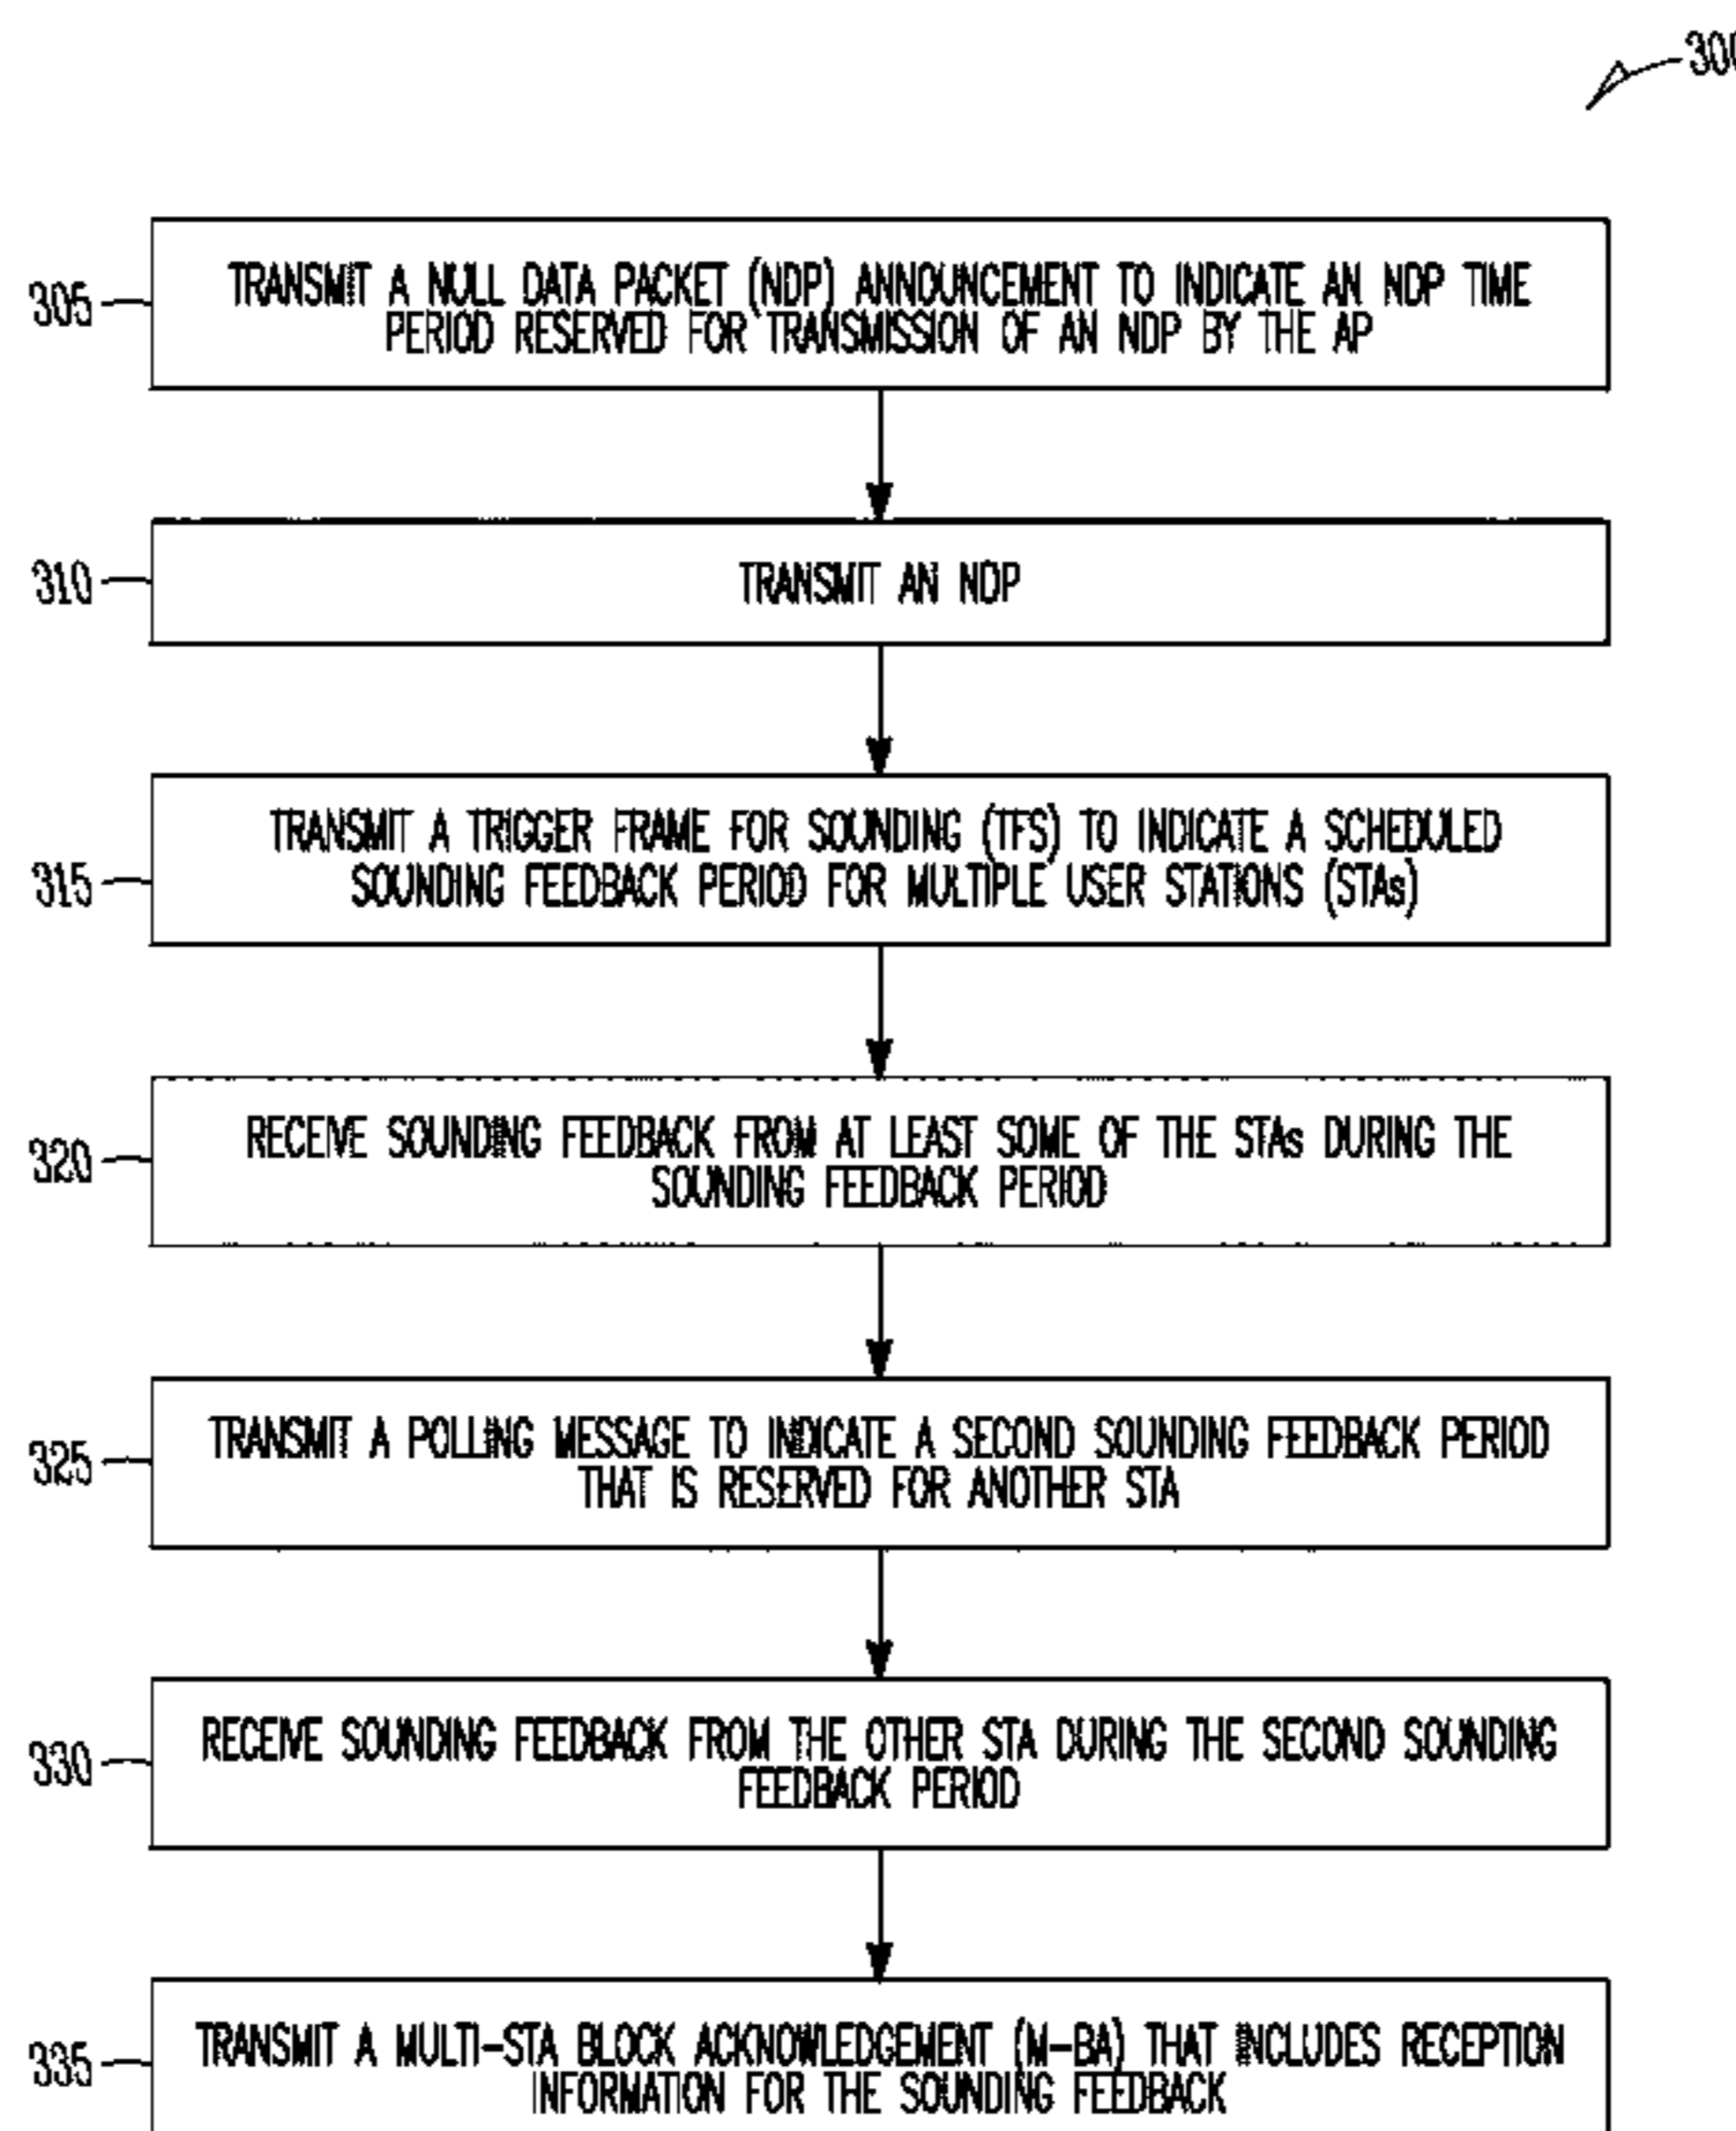 300
305
TRANSMIT A NULL DATA PACKET (NDP) ANNOUNCEMENT TO INDICATE AN NDP TIME
PERIOD RESERVED FOR TRANSMISSION OF AN NDP BY THE AP
310
TRANSMIT AN NDP
315
TRANSMIT A TRIGGER FRAME FOR SOUNDING (TFS) TO INDICATE A SCHEDULED
SOUNDING FEEDBACK PERIOD FOR MULTIPLE USER STATIONS (STAs)
320
RECEIVE SOUNDING FEEDBACK FROM AT LEAST SOME OF THE STAs DURING THE
SOUNDING FEEDBACK PERIOD
325
TRANSMIT A POLLING MESSAGE TO INDICATE A SECOND SOUNDING FEEDBACK PERIOD
THAT IS RESERVED FOR ANOTHER STA
330
RECEIVE SOUNDING FEEDBACK FROM THE OTHER STA DURING THE SECOND SOUNDING
FEEDBACK PERIOD
335
TRANSMIT A MULTI-STA BLOCK ACKNOWLEDGEMENT (M-BA) THAT INCLUDES RECEPTION
INFORMATION FOR THE SOUNDING FEEDBACK